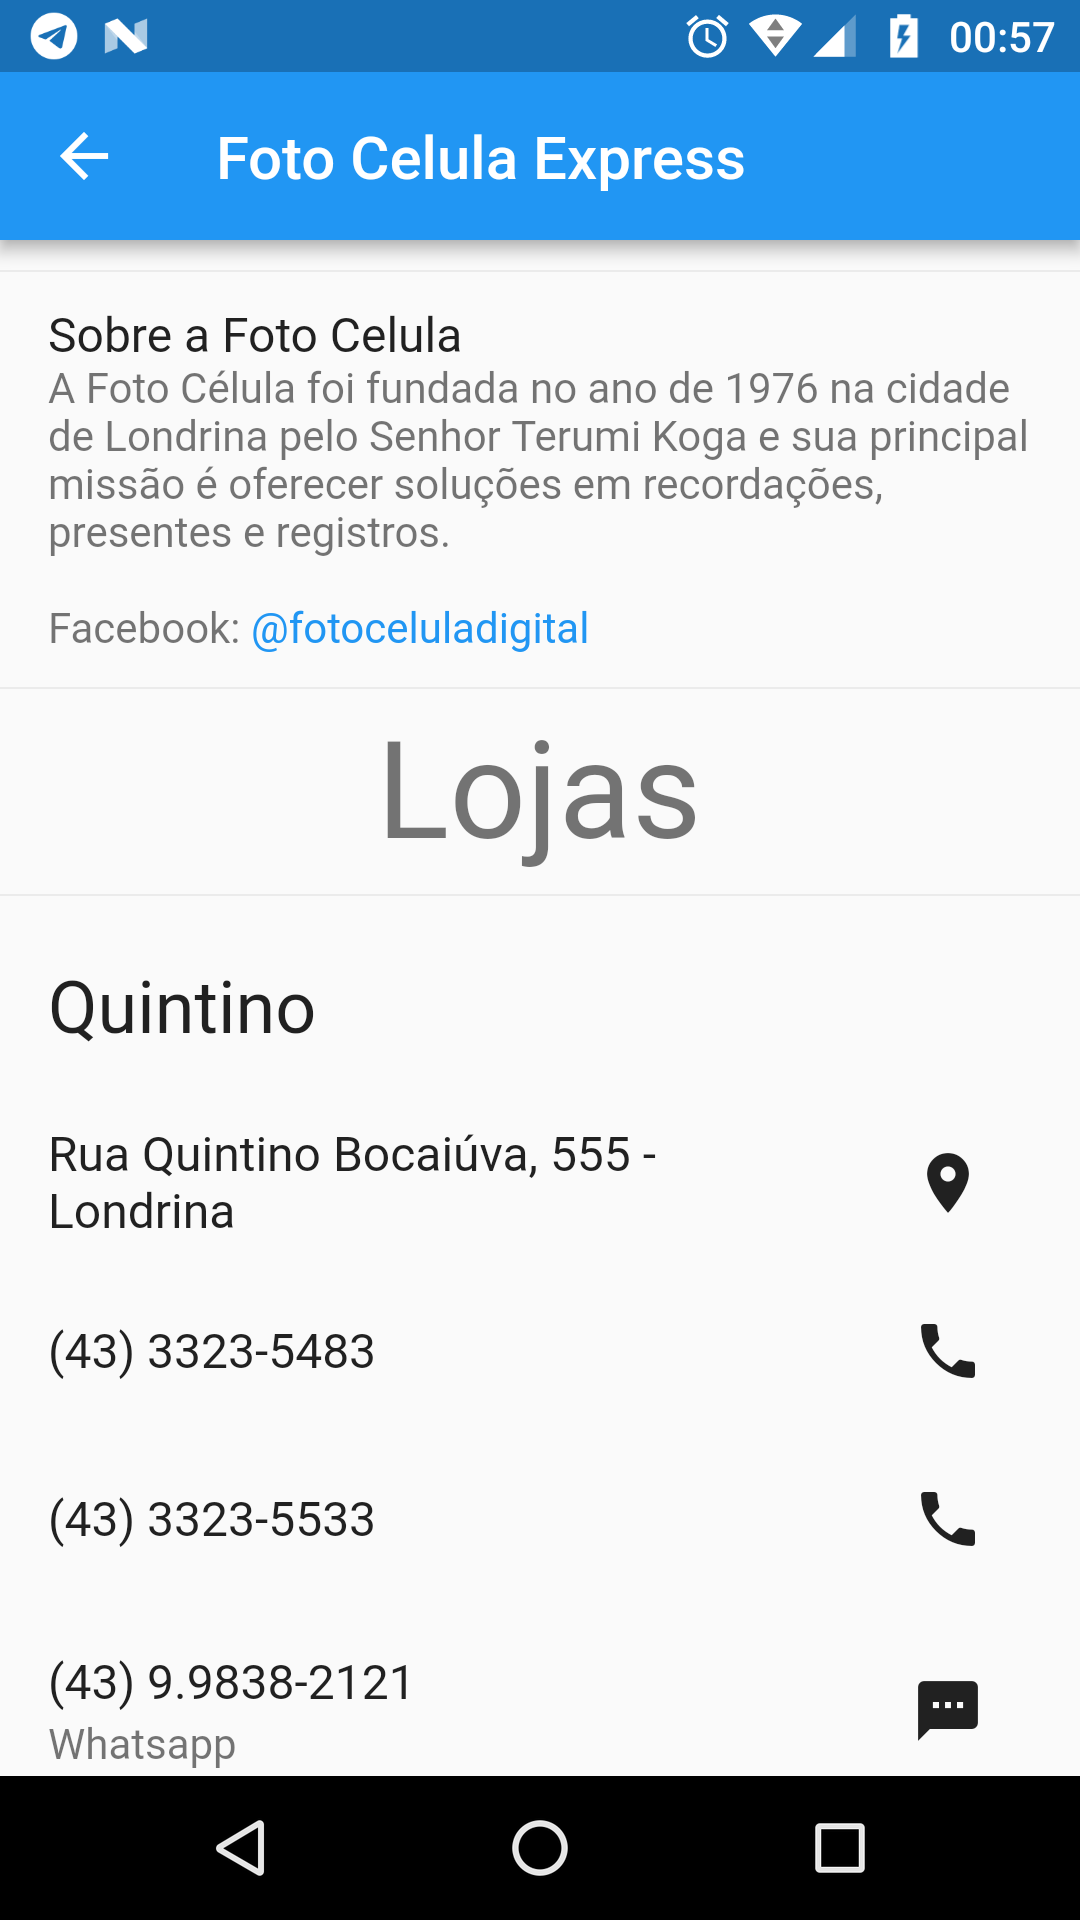 00:57
Foto Celula Express
Sobre a Foto Celula
A Foto Célula foi fundada no ano de 1976 na cidade
de Londrina pelo Senhor Terumi Koga e sua principal
missão é oferecer soluções em recordações,
presentes e registros.
Facebook: @fotoceluladigital
Lojas
Quintino
Rua Quintino Bocaiúva, 555 -
Londrina
(43) 3323-5483
(43) 3323-5533
(43) 9.9838-2121
Whatsapp